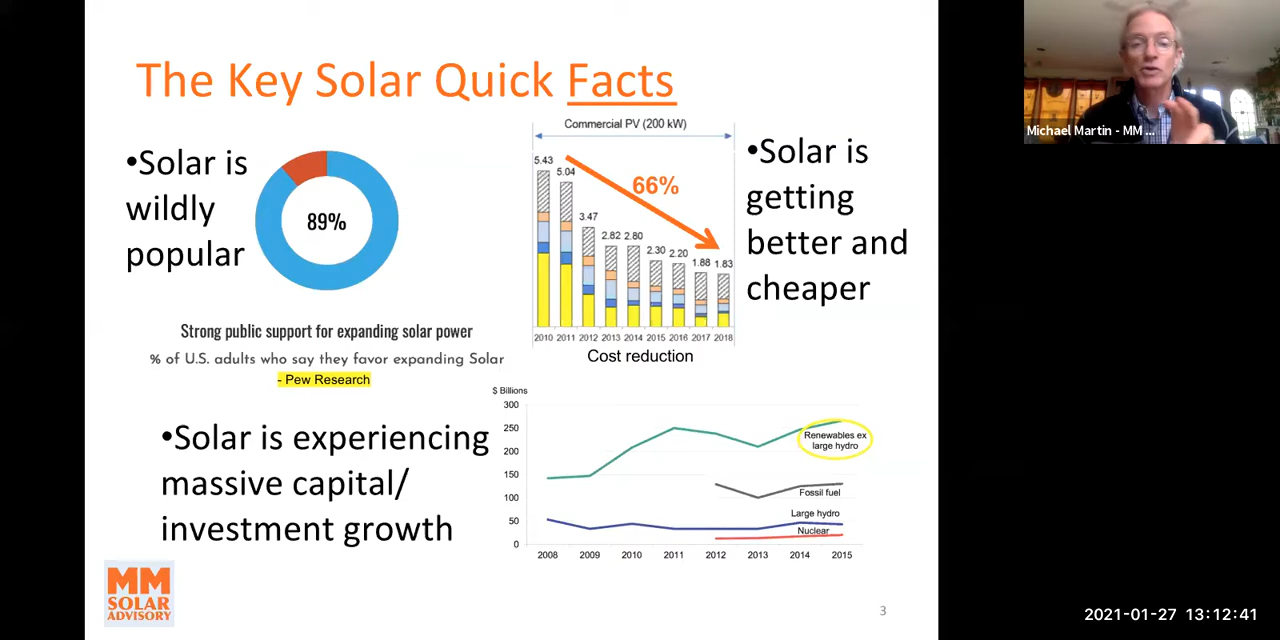 The Key Solar Quick Facts
•Solar is
wildly
popular
89%
Strong public support for expanding solar power
% of U.S. adults who say they favor expanding Solar
- Pew Research
Commercial PV (200 kW)
5.43
5.04
3.47
2.82
2.80
2.30
2.20
1.88
1.83
66%
2010 2011 2012 2013 2014 2015 2016 2017 2018
Cost reduction
•Solar is
getting
better and
cheaper
•Solar is experiencing
massive capital/
investment growth
$ Billions
300
250
200
150
100
50
0
Renewables ex
large hydro
Fossil fuel
Large hydro
Nuclear
2008 2009 2010 2011 2012 2013 2014 2015
MM
SOLAR
ADVISORY
3
Michael Martin - MM ...
2021-01-27 13:12:41